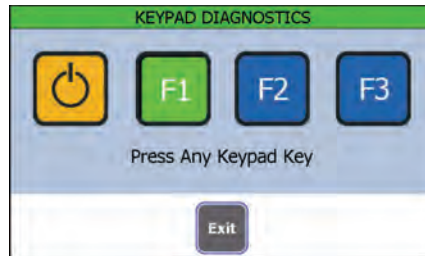 KEYPAD DIAGNOSTICS
F1 F2 F3
Press Any Keypad Key
Exit